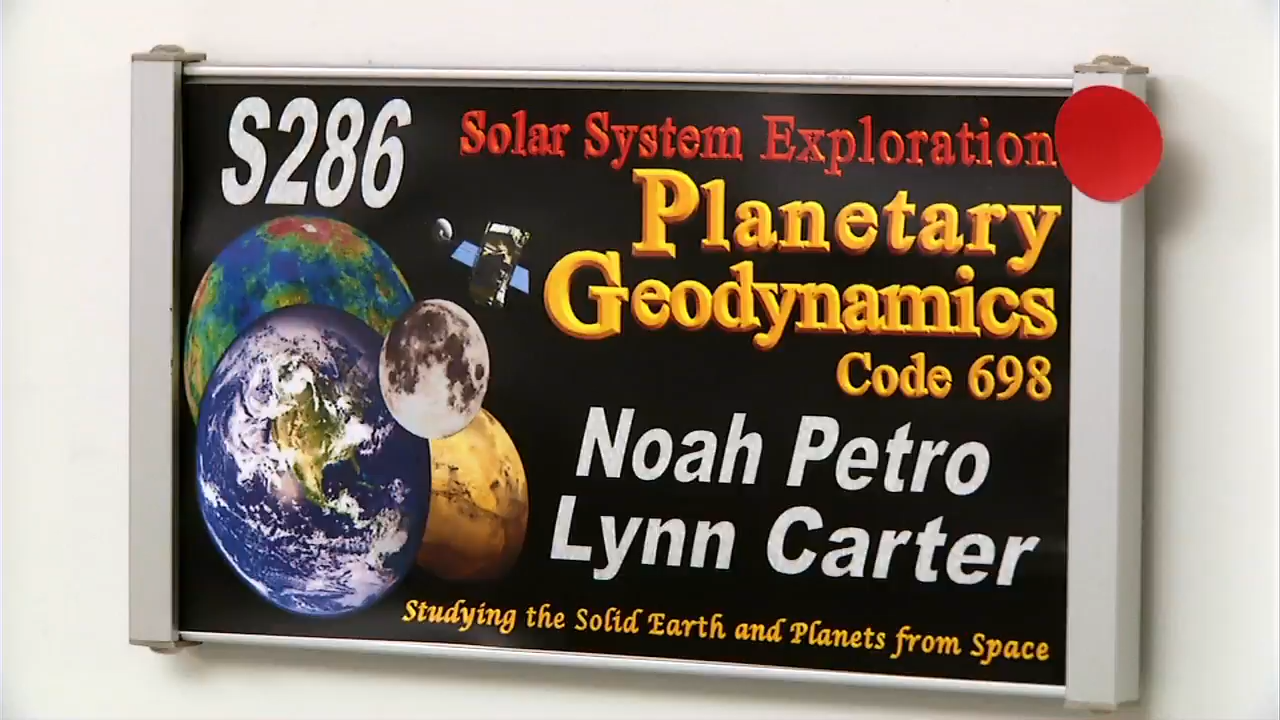 S286
Solar System Exploration
Planetary
Geodynamics
Code 698
Noah Petro
Lynn Carter
Studying the Solid Earth and Planets from Space